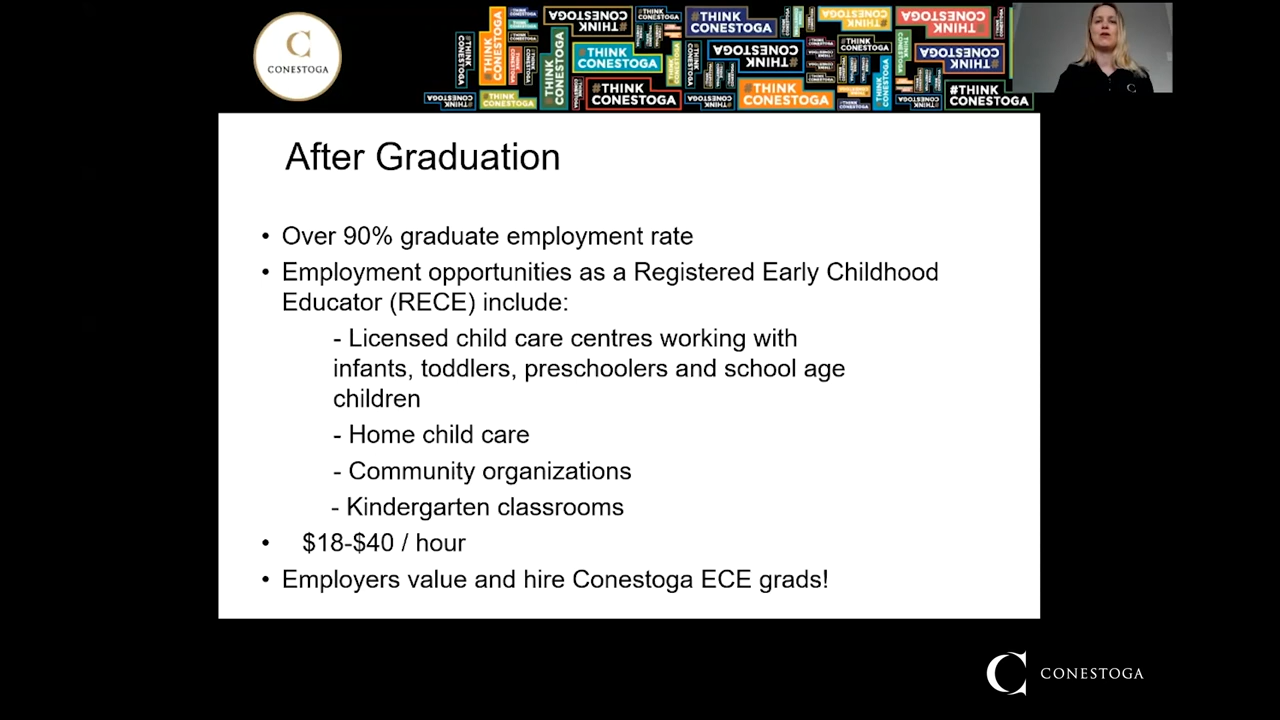 C
CONESTOGA
#THINK
CONESTOGA
After Graduation
• Over 90% graduate employment rate
• Employment opportunities as a Registered Early Childhood
Educator (RECE) include:
- Licensed child care centres working with
infants, toddlers, preschoolers and school age
children
- Home child care
- Community organizations
- Kindergarten classrooms
• $18-$40 / hour
• Employers value and hire Conestoga ECE grads!
C CONESTOGA